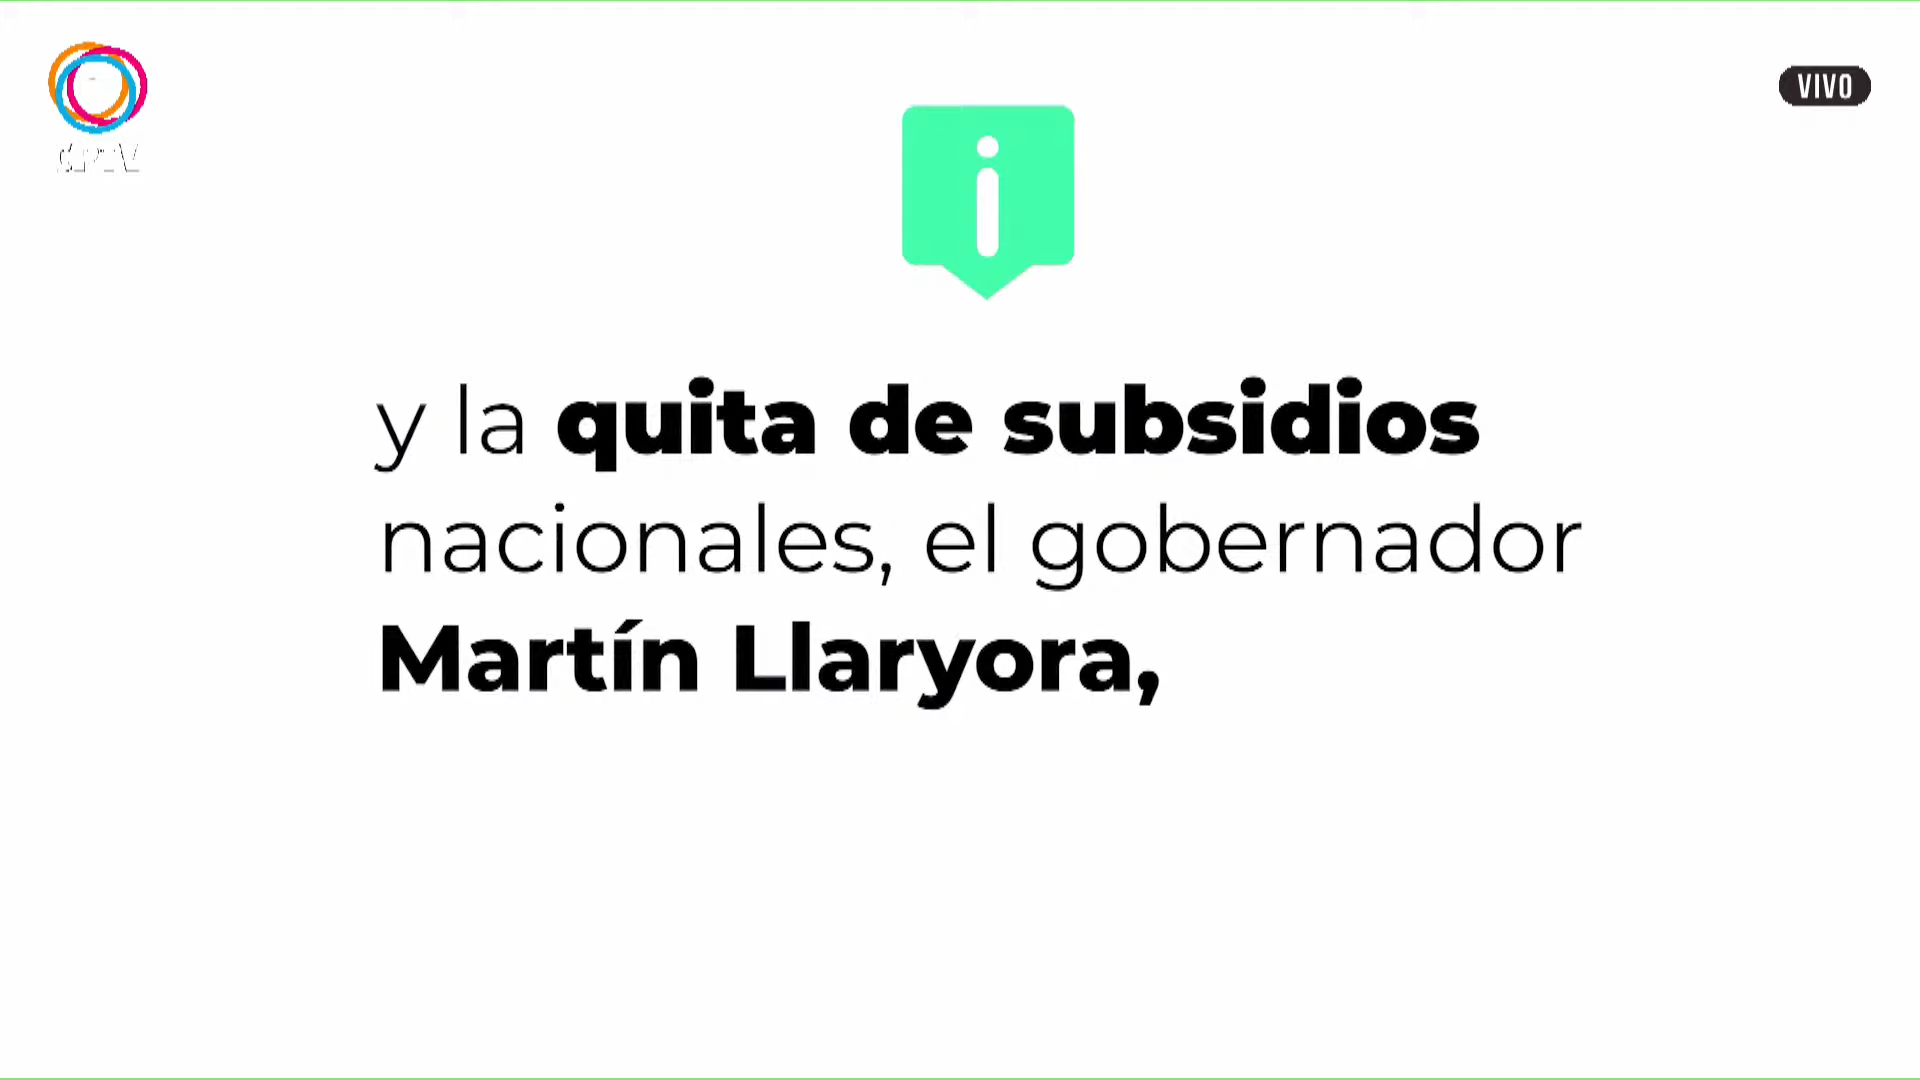 VIVO
i
y la quita de subsidios
nacionales, el gobernador
Martín Llaryora,